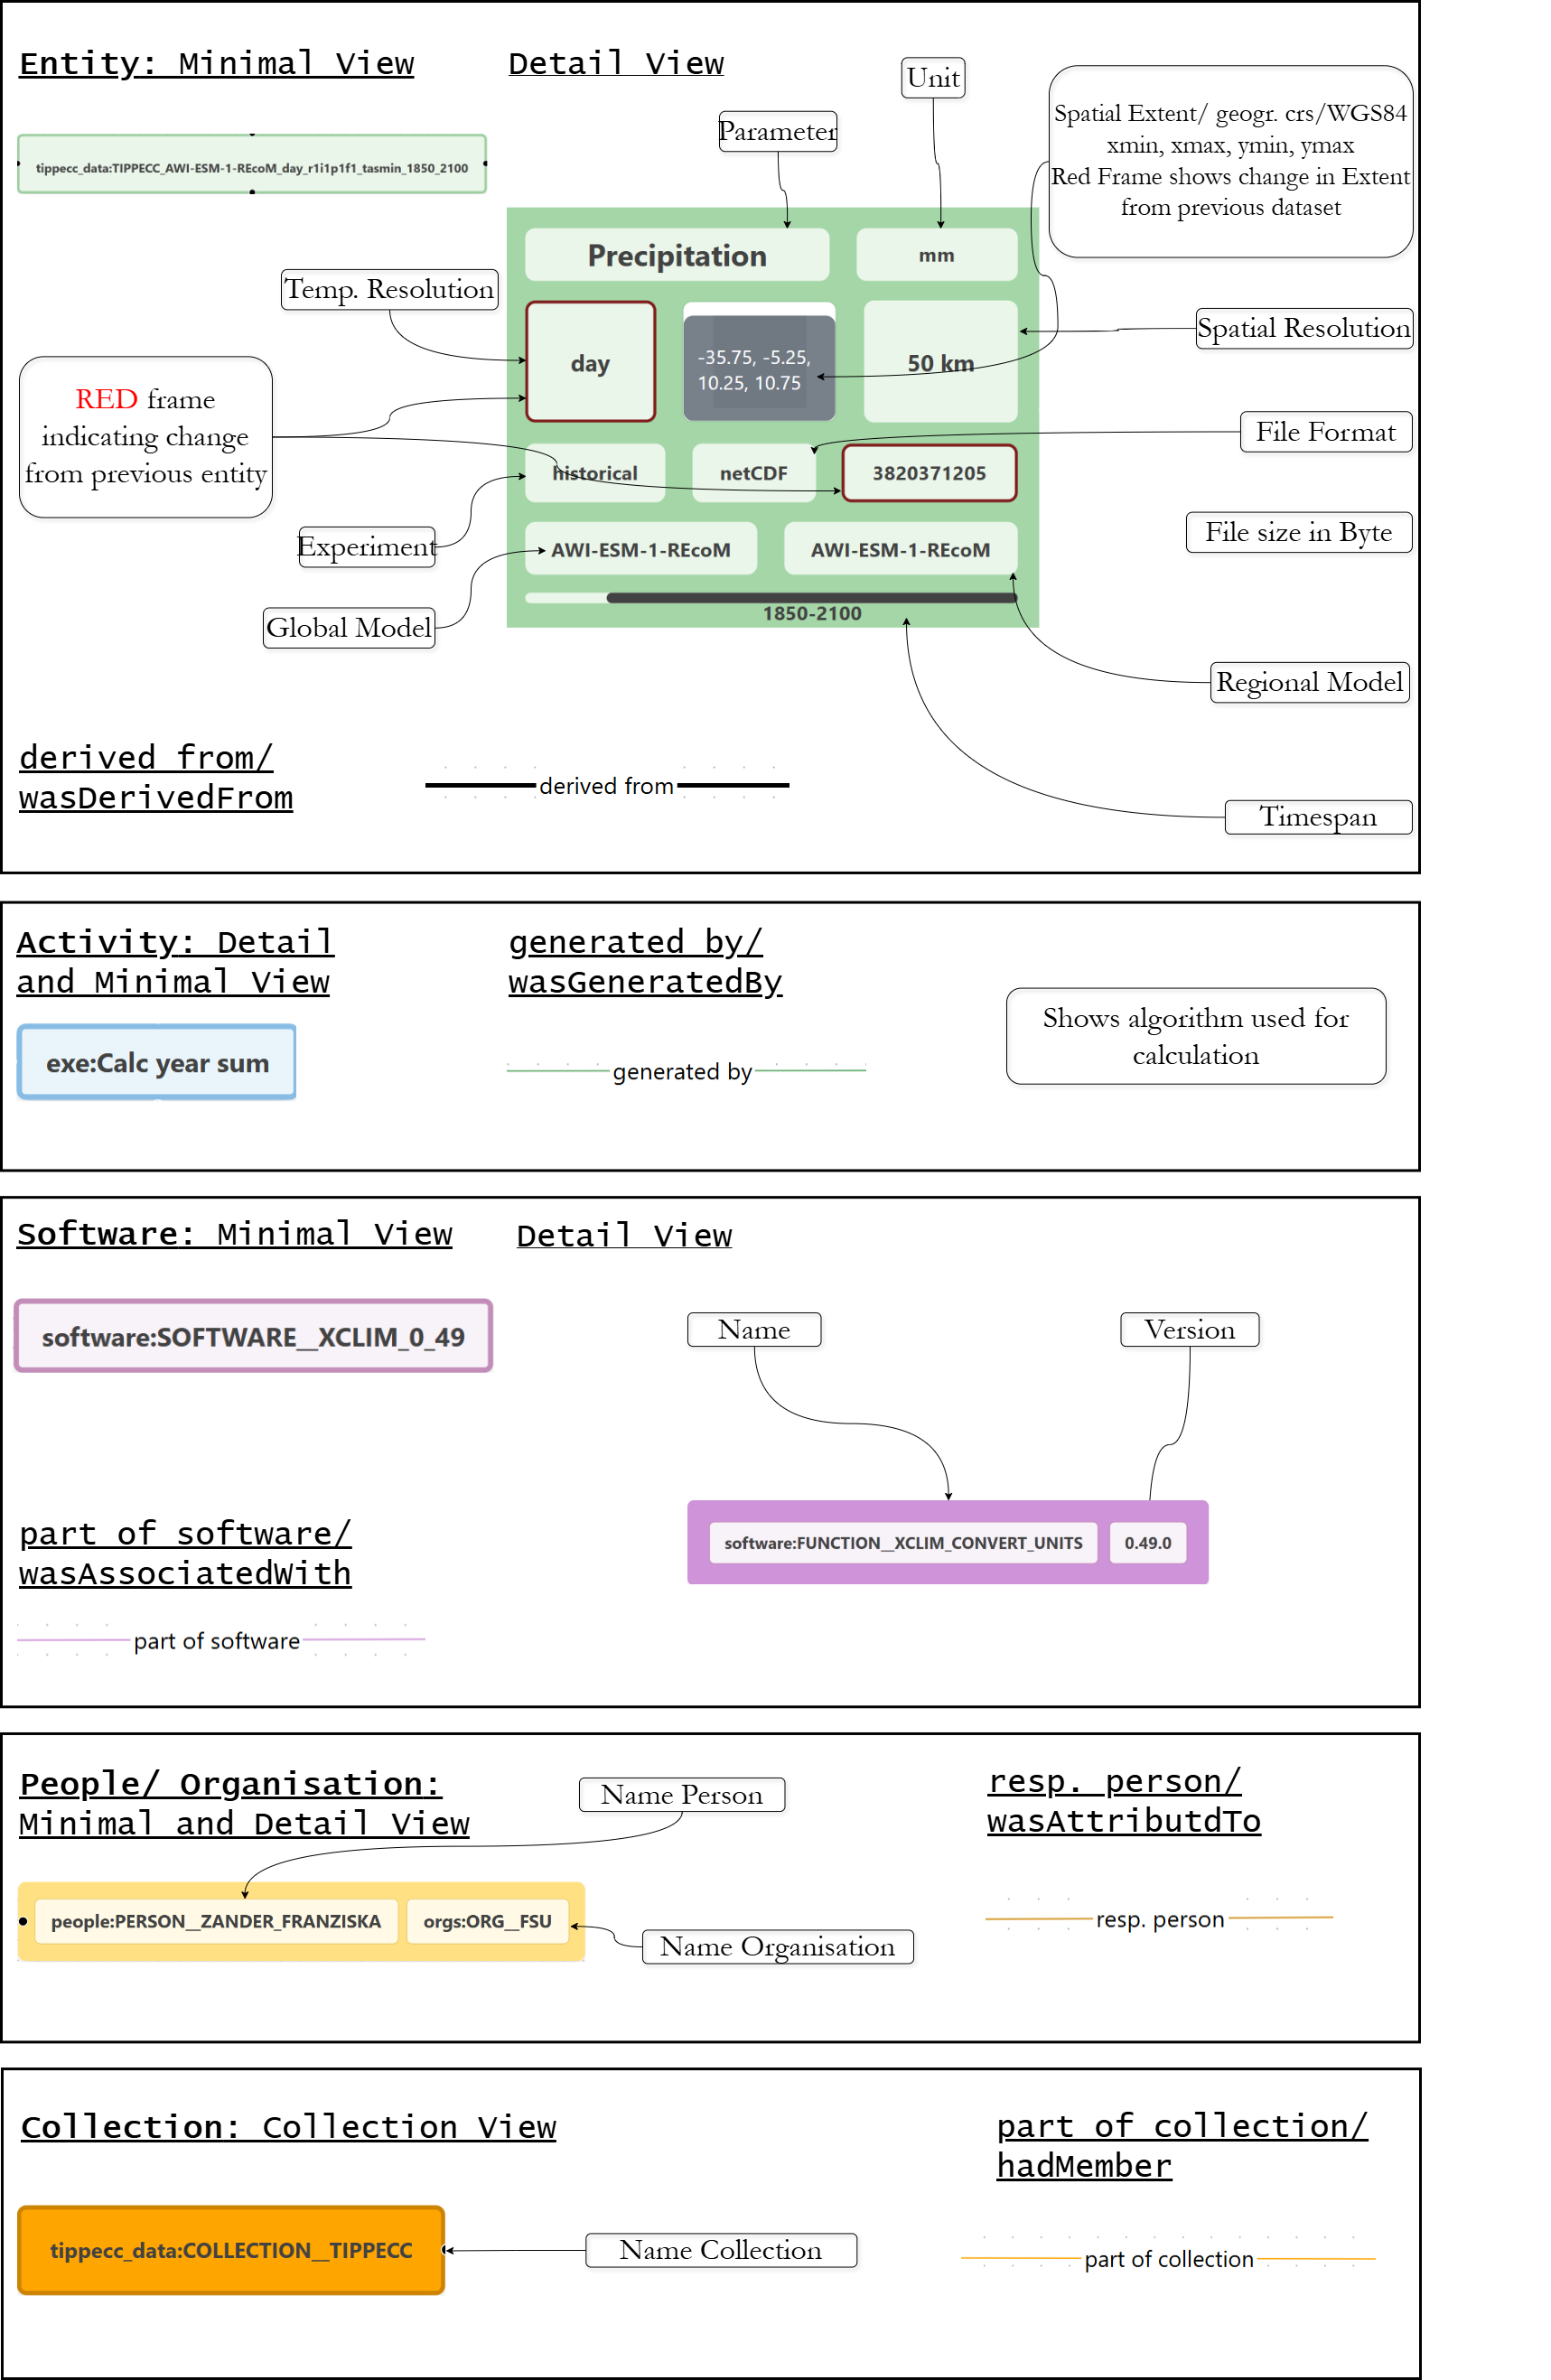 Entity: Minimal View
Detail View
Unit
Parameter
Spatial Extent/ geogr. crs/WGS84
xmin, xmax, ymin, ymax
Red Frame shows change in Extent
from previous dataset
tippecc_data:TIPPECC_AWI-ESM-1-REcoM_day_r1i1p1f1_tasmin_1850_2100
Precipitation
mm
Temp. Resolution
Spatial Resolution
day
-35.75, -5.25,
10.25, 10.75
50 km
RED frame
indicating change
from previous entity
File Format
historical
netCDF
3820371205
File size in Byte
Experiment
AWI-ESM-1-REcoM
AWI-ESM-1-REcoM
1850-2100
Global Model
Regional Model
derived from/
wasDerivedFrom
derived from
Timespan
Activity: Detail
and Minimal View
generated by/
wasGeneratedBy
Shows algorithm used for
calculation
exe:Calc year sum
generated by
Software: Minimal View
Detail View
software:SOFTWARE__XCLIM_0_49
Name
Version
part of software/
wasAssociatedWith
software:FUNCTION__XCLIM_CONVERT_UNITS
0.49.0
part of software
People/ Organisation:
Minimal and Detail View
Name Person
resp. person/
wasAttributdTo
people:PERSON__ZANDER_FRANZISKA
orgs:ORG__FSU
Name Organisation
resp. person
Collection: Collection View
part of collection/
hadMember
tippecc_data:COLLECTION__TIPPECC
Name Collection
part of collection